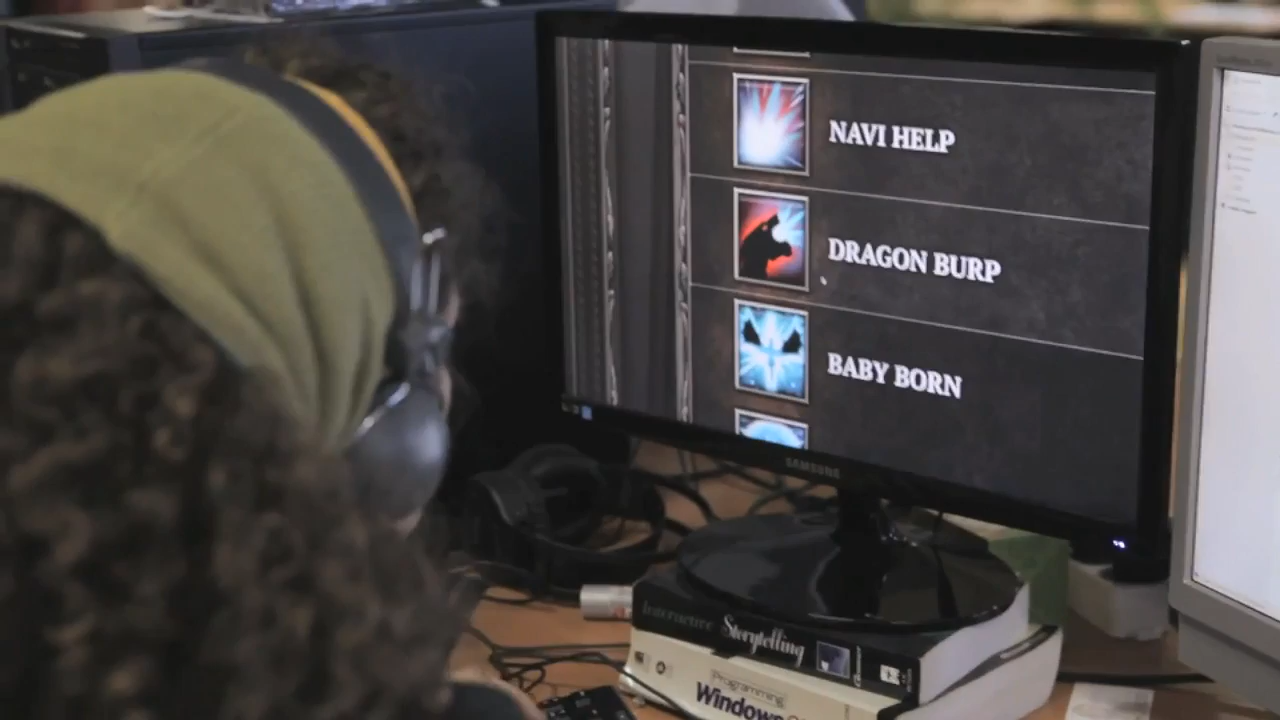 NAVI HELP
DRAGON BURP
BABY BORN
SAMSUNG
Interactive Storytelling
Programming
Windows